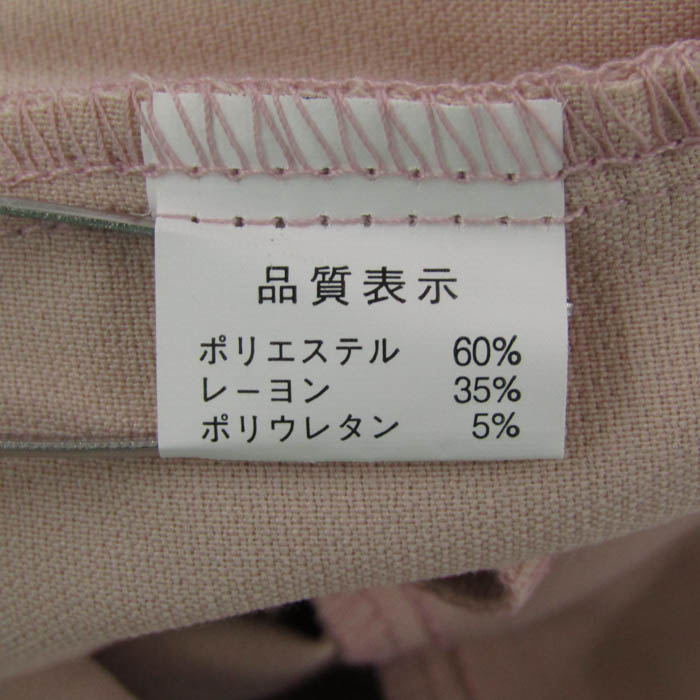 品質表示
ポリエステル 60%
レーヨン 35%
ポリウレタン 5%